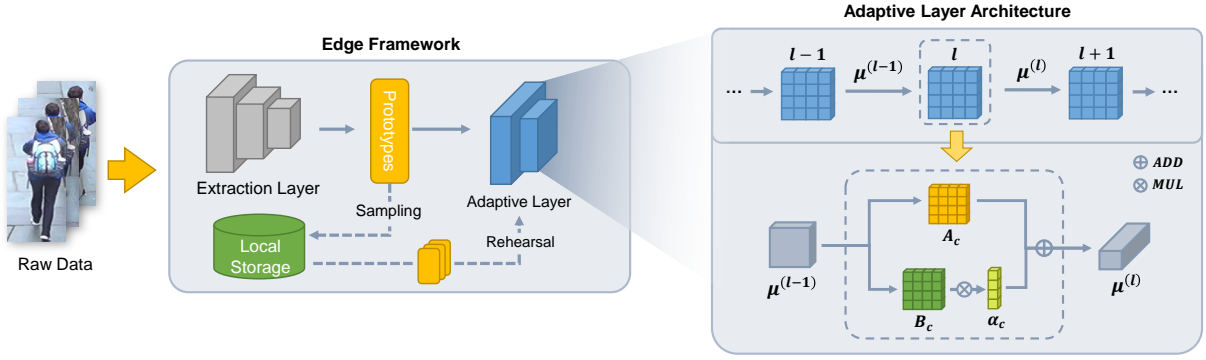 Edge Framework
Raw Data
Extraction Layer
Prototypes
Sampling
Local
Storage
Adaptive Layer
Rehearsal
Adaptive Layer Architecture
l − 1
μ^(l−1)
l
μ^(l)
l + 1
...
...
⊕ ADD
⊗ MUL
μ^(l−1)
A_c
B_c
⊗
α_c
⊕
μ^(l)